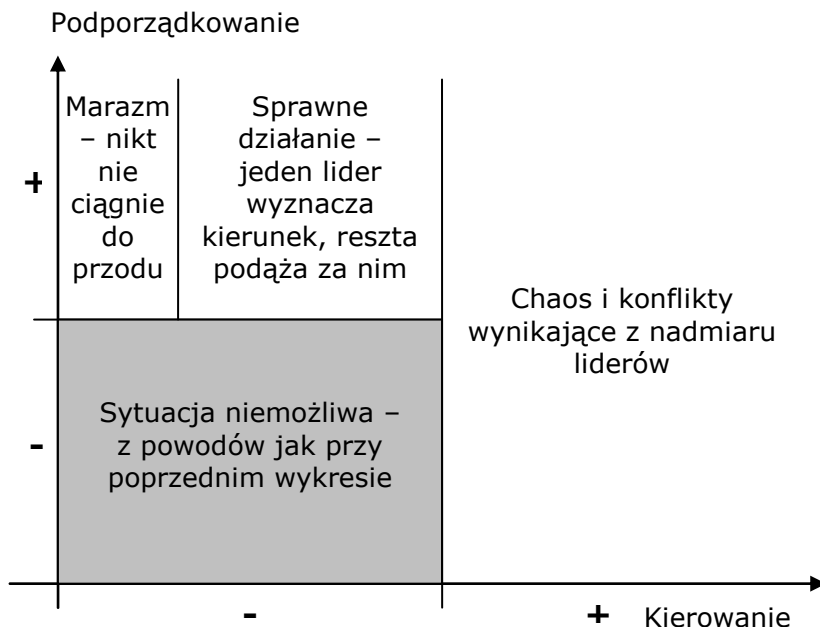 Podporządkowanie
Marazm
– nikt
nie
ciągnie
do
przodu
Sprawne
działanie –
jeden lider
wyznacza
kierunek, reszta
podąża za nim
+
Chaos i konflikty
wynikające z nadmiaru
liderów
Sytuacja niemożliwa –
z powodów jak przy
poprzednim wykresie
-
-
+ Kierowanie